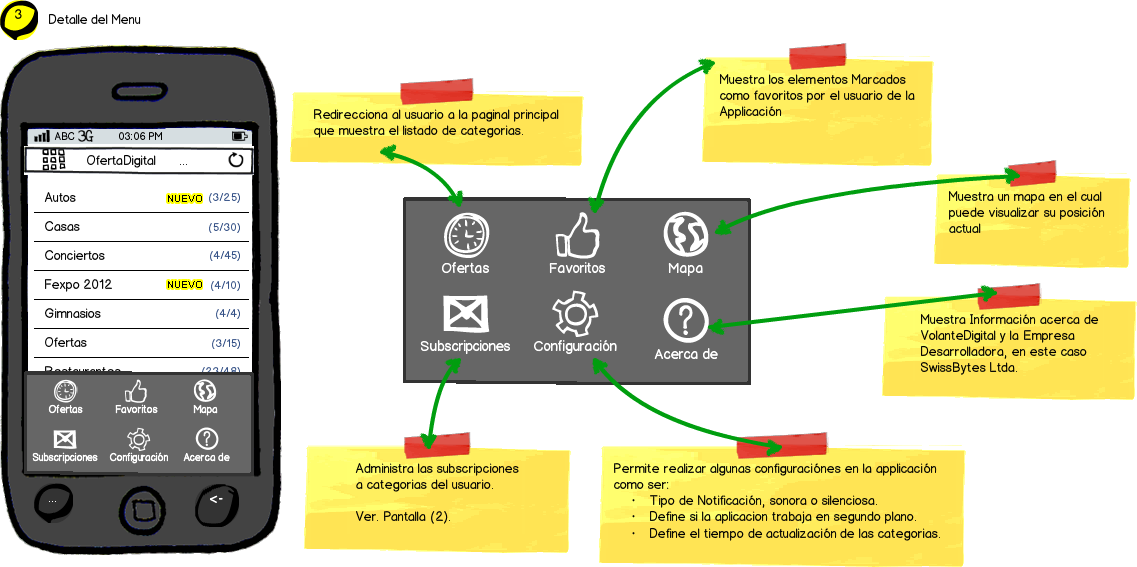 3
Detalle del Menu
ABC 3G 03:06 PM
OfertaDigital ...
Autos NUEVO (3/25)
Casas (5/30)
Conciertos (4/45)
Fexpo 2012 NUEVO (4/10)
Gimnasios (4/4)
Ofertas (3/15)
Restaurantes (23/48)
Ofertas Favoritos Mapa
Subscripciones Configuración Acerca de
... <-
Redirecciona al usuario a la paginal principal
que muestra el listado de categorias.
Muestra los elementos Marcados
como favoritos por el usuario de la
Applicación
Muestra un mapa en el cual
puede visualizar su posición
actual
Ofertas Favoritos Mapa
Subscripciones Configuración Acerca de
Muestra Información acerca de
VolanteDigital y la Empresa
Desarrolladora, en este caso
SwissBytes Ltda.
Administra las subscripciones
a categorias del usuario.
Ver. Pantalla (2).
Permite realizar algunas configuraciónes en la applicación
como ser:
· Tipo de Notificación, sonora o silenciosa.
· Define si la aplicacion trabaja en segundo plano.
· Define el tiempo de actualización de las categorias.